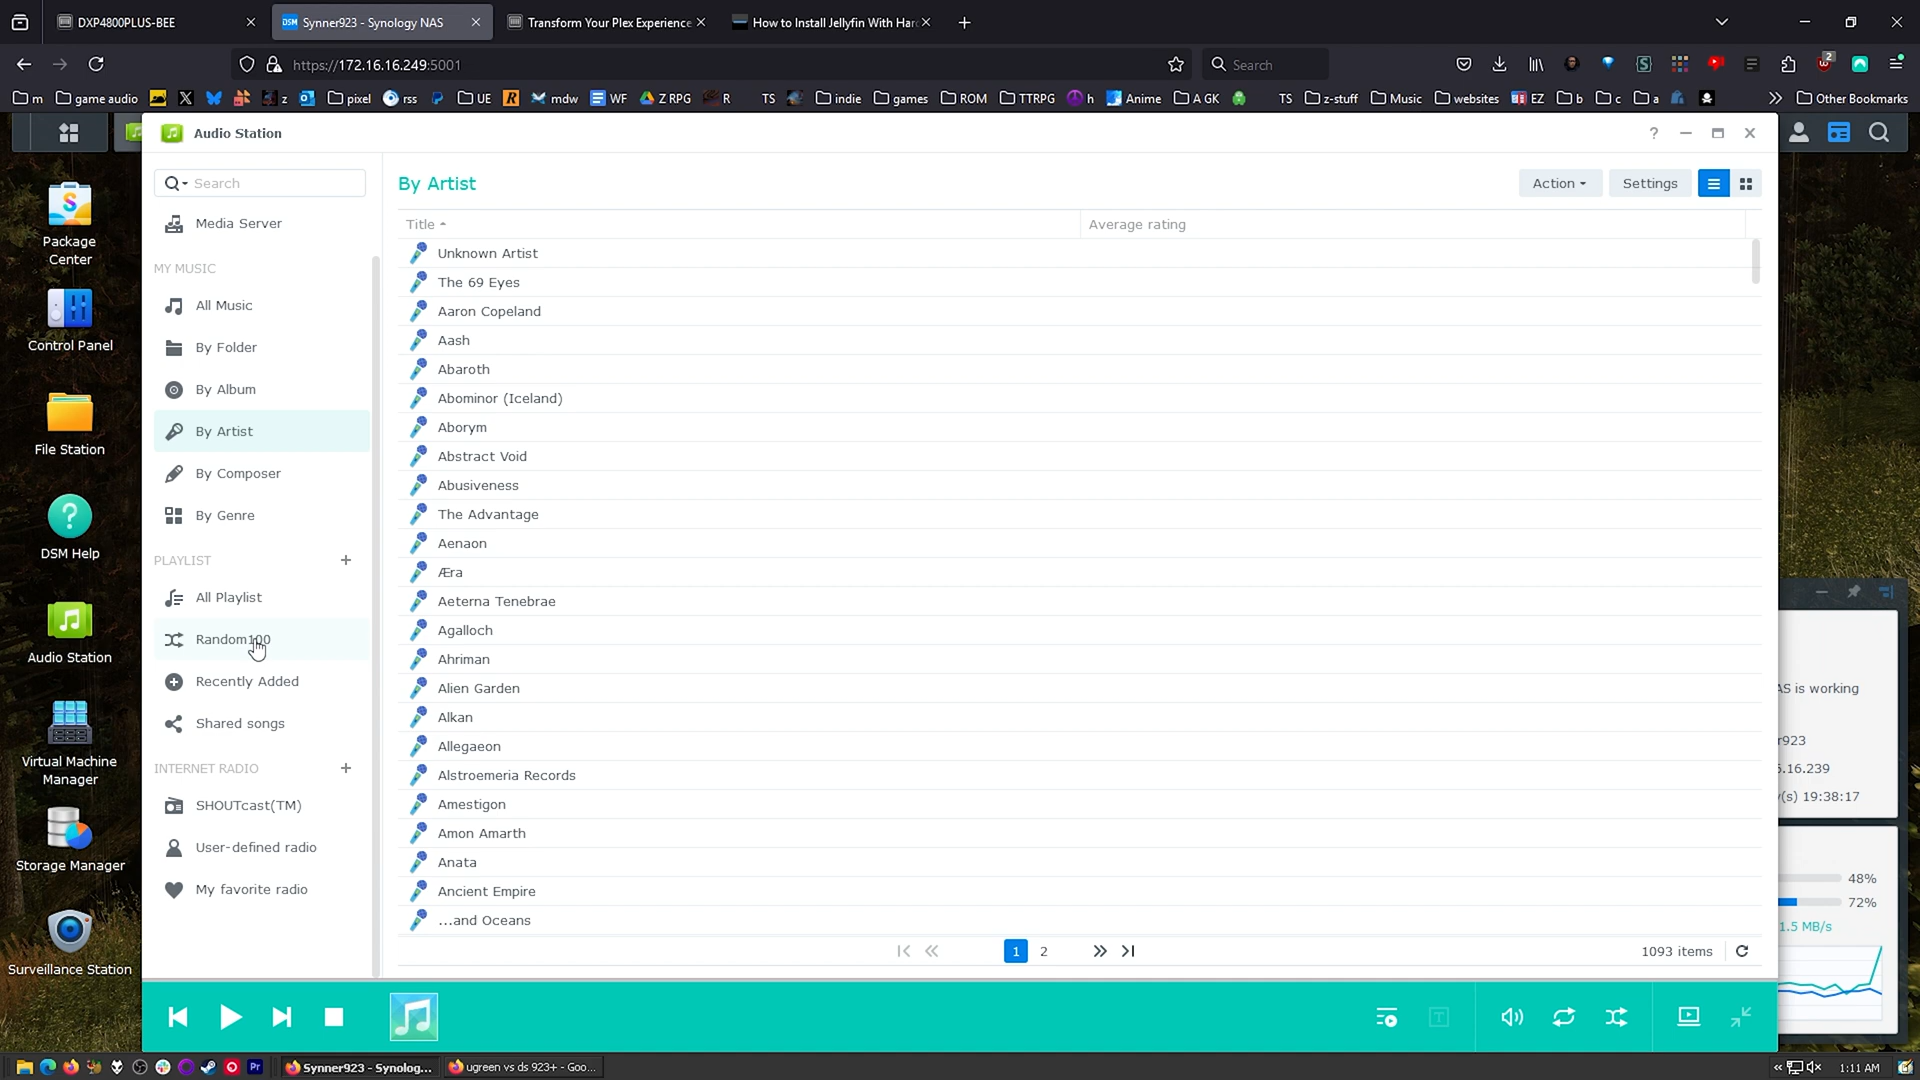 DXP4800PLUS-BEE
DSM
Synner923 - Synology NAS
Transform Your Plex Experience
How to Install Jellyfin With Har
https://172.16.16.249:5001
Search
2
m
game audio
z
pixel
rss
UE
mdw
WF
Z RPG
R
TS
indie
games
ROM
TTRPG
h
Anime
A GK
TS
z-stuff
Music
websites
EZ
b
c
a
Other Bookmarks
Audio Station
?
Package
Center
Control Panel
File Station
DSM Help
Audio Station
Virtual Machine
Manager
Storage Manager
Surveillance Station
Search
Media Server
MY MUSIC
All Music
By Folder
By Album
By Artist
By Composer
By Genre
PLAYLIST
All Playlist
Random100
Recently Added
Shared songs
INTERNET RADIO
SHOUTcast(TM)
User-defined radio
My favorite radio
By Artist
Action
Settings
Title
Average rating
Unknown Artist
The 69 Eyes
Aaron Copeland
Aash
Abaroth
Abominor (Iceland)
Aborym
Abstract Void
Abusiveness
The Advantage
Aenaon
Æra
Aeterna Tenebrae
Agalloch
Ahriman
Alien Garden
Alkan
Allegaeon
Alstroemeria Records
Amestigon
Amon Amarth
Anata
Ancient Empire
...and Oceans
1
2
1093 items
AS is working
r923
5.16.239
y(s) 19:38:17
48%
72%
1.5 MB/s
Synner923 - Synolog...
ugreen vs ds 923+ - Goo...
1:11 AM